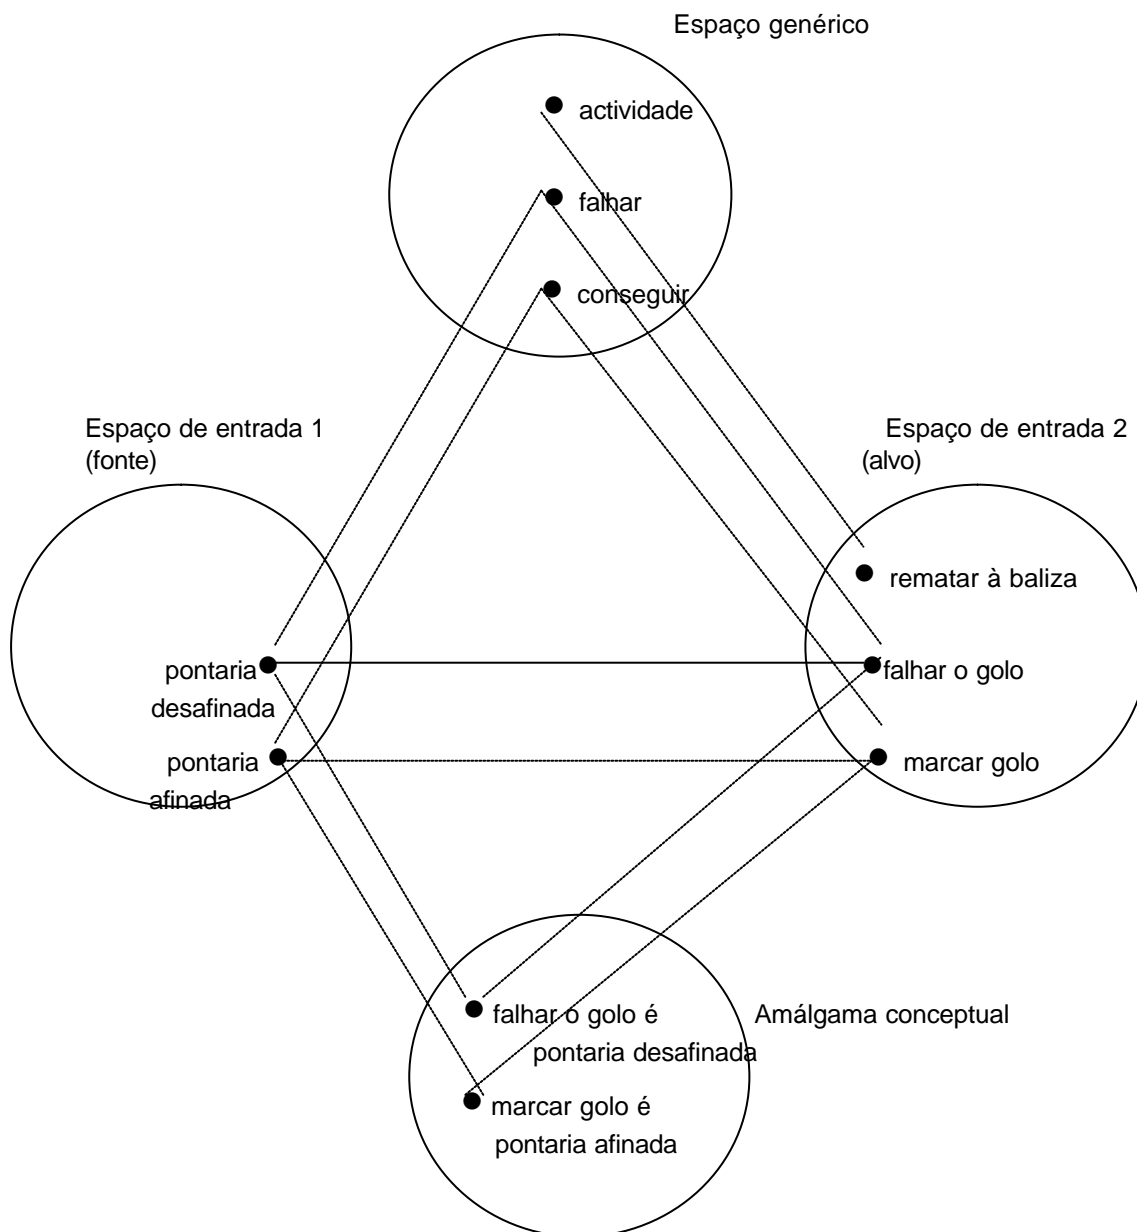 Espaço genérico
actividade
falhar
conseguir
Espaço de entrada 1
(fonte)
Espaço de entrada 2
(alvo)
rematar à baliza
pontaria
desafinada
falhar o golo
pontaria
afinada
marcar golo
falhar o golo é
pontaria desafinada
Amálgama conceptual
marcar golo é
pontaria afinada